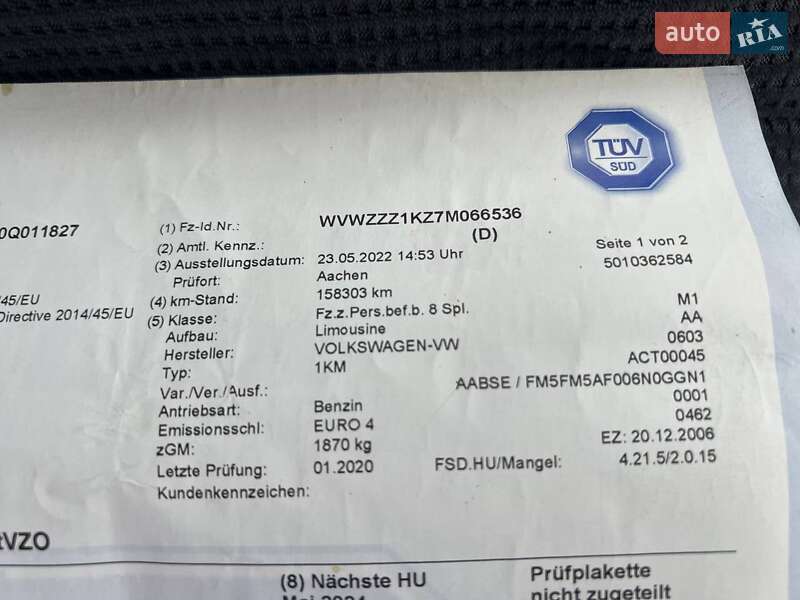 auto RIA .com
TÜV
SÜD
0Q011827
(1) Fz-Id.Nr.: WVWZZZ1KZ7M066536
(2) Amtl. Kennz.: (D)
(3) Ausstellungsdatum: 23.05.2022 14:53 Uhr Seite 1 von 2
Prüfort: Aachen 5010362584
/45/EU (4) km-Stand: 158303 km
Directive 2014/45/EU (5) Klasse: Fz.z.Pers.bef.b. 8 Spl. M1
Aufbau: Limousine AA
Hersteller: VOLKSWAGEN-VW 0603
Typ: 1KM ACT00045
Var./Ver./Ausf.: AABSE / FM5FM5AF006N0GGN1
Antriebsart: Benzin 0001
Emissionsschl: EURO 4 0462
zGM: 1870 kg EZ: 20.12.2006
Letzte Prüfung: 01.2020 FSD.HU/Mangel: 4.21.5/2.0.15
Kundenkennzeichen:
tVZO
(8) Nächste HU Prüfplakette
nicht zugeteilt